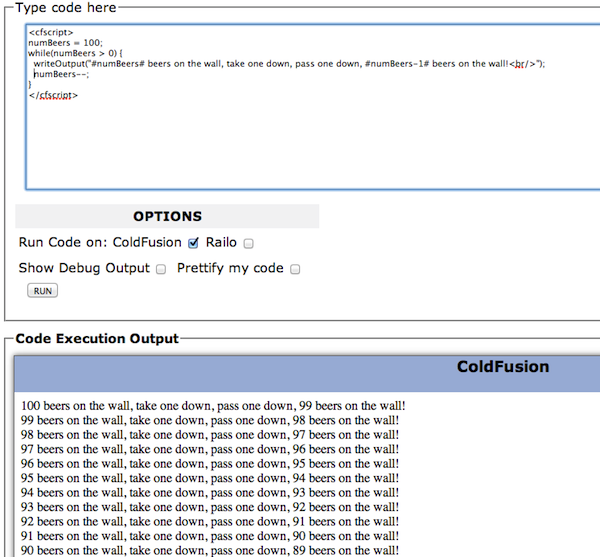 Type code here
<cfscript>
numBeers = 100;
while(numBeers > 0) {
writeOutput("#numBeers# beers on the wall, take one down, pass one down, #numBeers-1# beers on the wall!<br/>");
numBeers--;
}
</cfscript>
OPTIONS
Run Code on: ColdFusion Railo
Show Debug Output Prettify my code
RUN
Code Execution Output
ColdFusion
100 beers on the wall, take one down, pass one down, 99 beers on the wall!
99 beers on the wall, take one down, pass one down, 98 beers on the wall!
98 beers on the wall, take one down, pass one down, 97 beers on the wall!
97 beers on the wall, take one down, pass one down, 96 beers on the wall!
96 beers on the wall, take one down, pass one down, 95 beers on the wall!
95 beers on the wall, take one down, pass one down, 94 beers on the wall!
94 beers on the wall, take one down, pass one down, 93 beers on the wall!
93 beers on the wall, take one down, pass one down, 92 beers on the wall!
92 beers on the wall, take one down, pass one down, 91 beers on the wall!
91 beers on the wall, take one down, pass one down, 90 beers on the wall!
90 beers on the wall, take one down, pass one down, 89 beers on the wall!